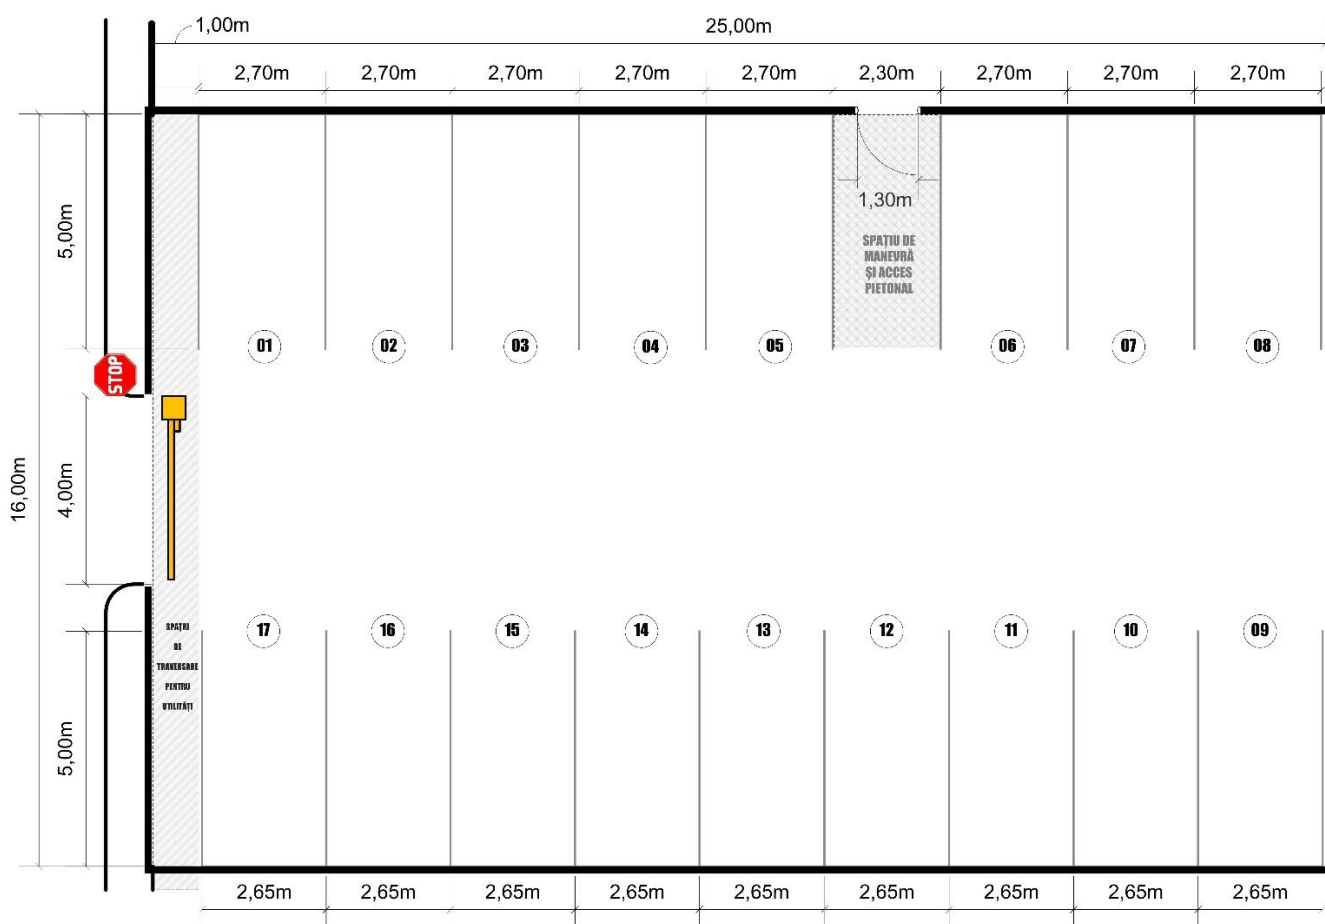 1,00m
25,00m
2,70m 2,70m 2,70m 2,70m 2,70m 2,30m 2,70m 2,70m 2,70m
5,00m
1,30m
SPAȚIU DE
MANEVRĂ
ȘI ACCES
PIETONAL
01 02 03 04 05 06 07 08
STOP
16,00m
4,00m
17 16 15 14 13 12 11 10 09
SPAȚIU
DE
TRAVERSARE
PENTRU
UTILITĂȚI
5,00m
2,65m 2,65m 2,65m 2,65m 2,65m 2,65m 2,65m 2,65m 2,65m